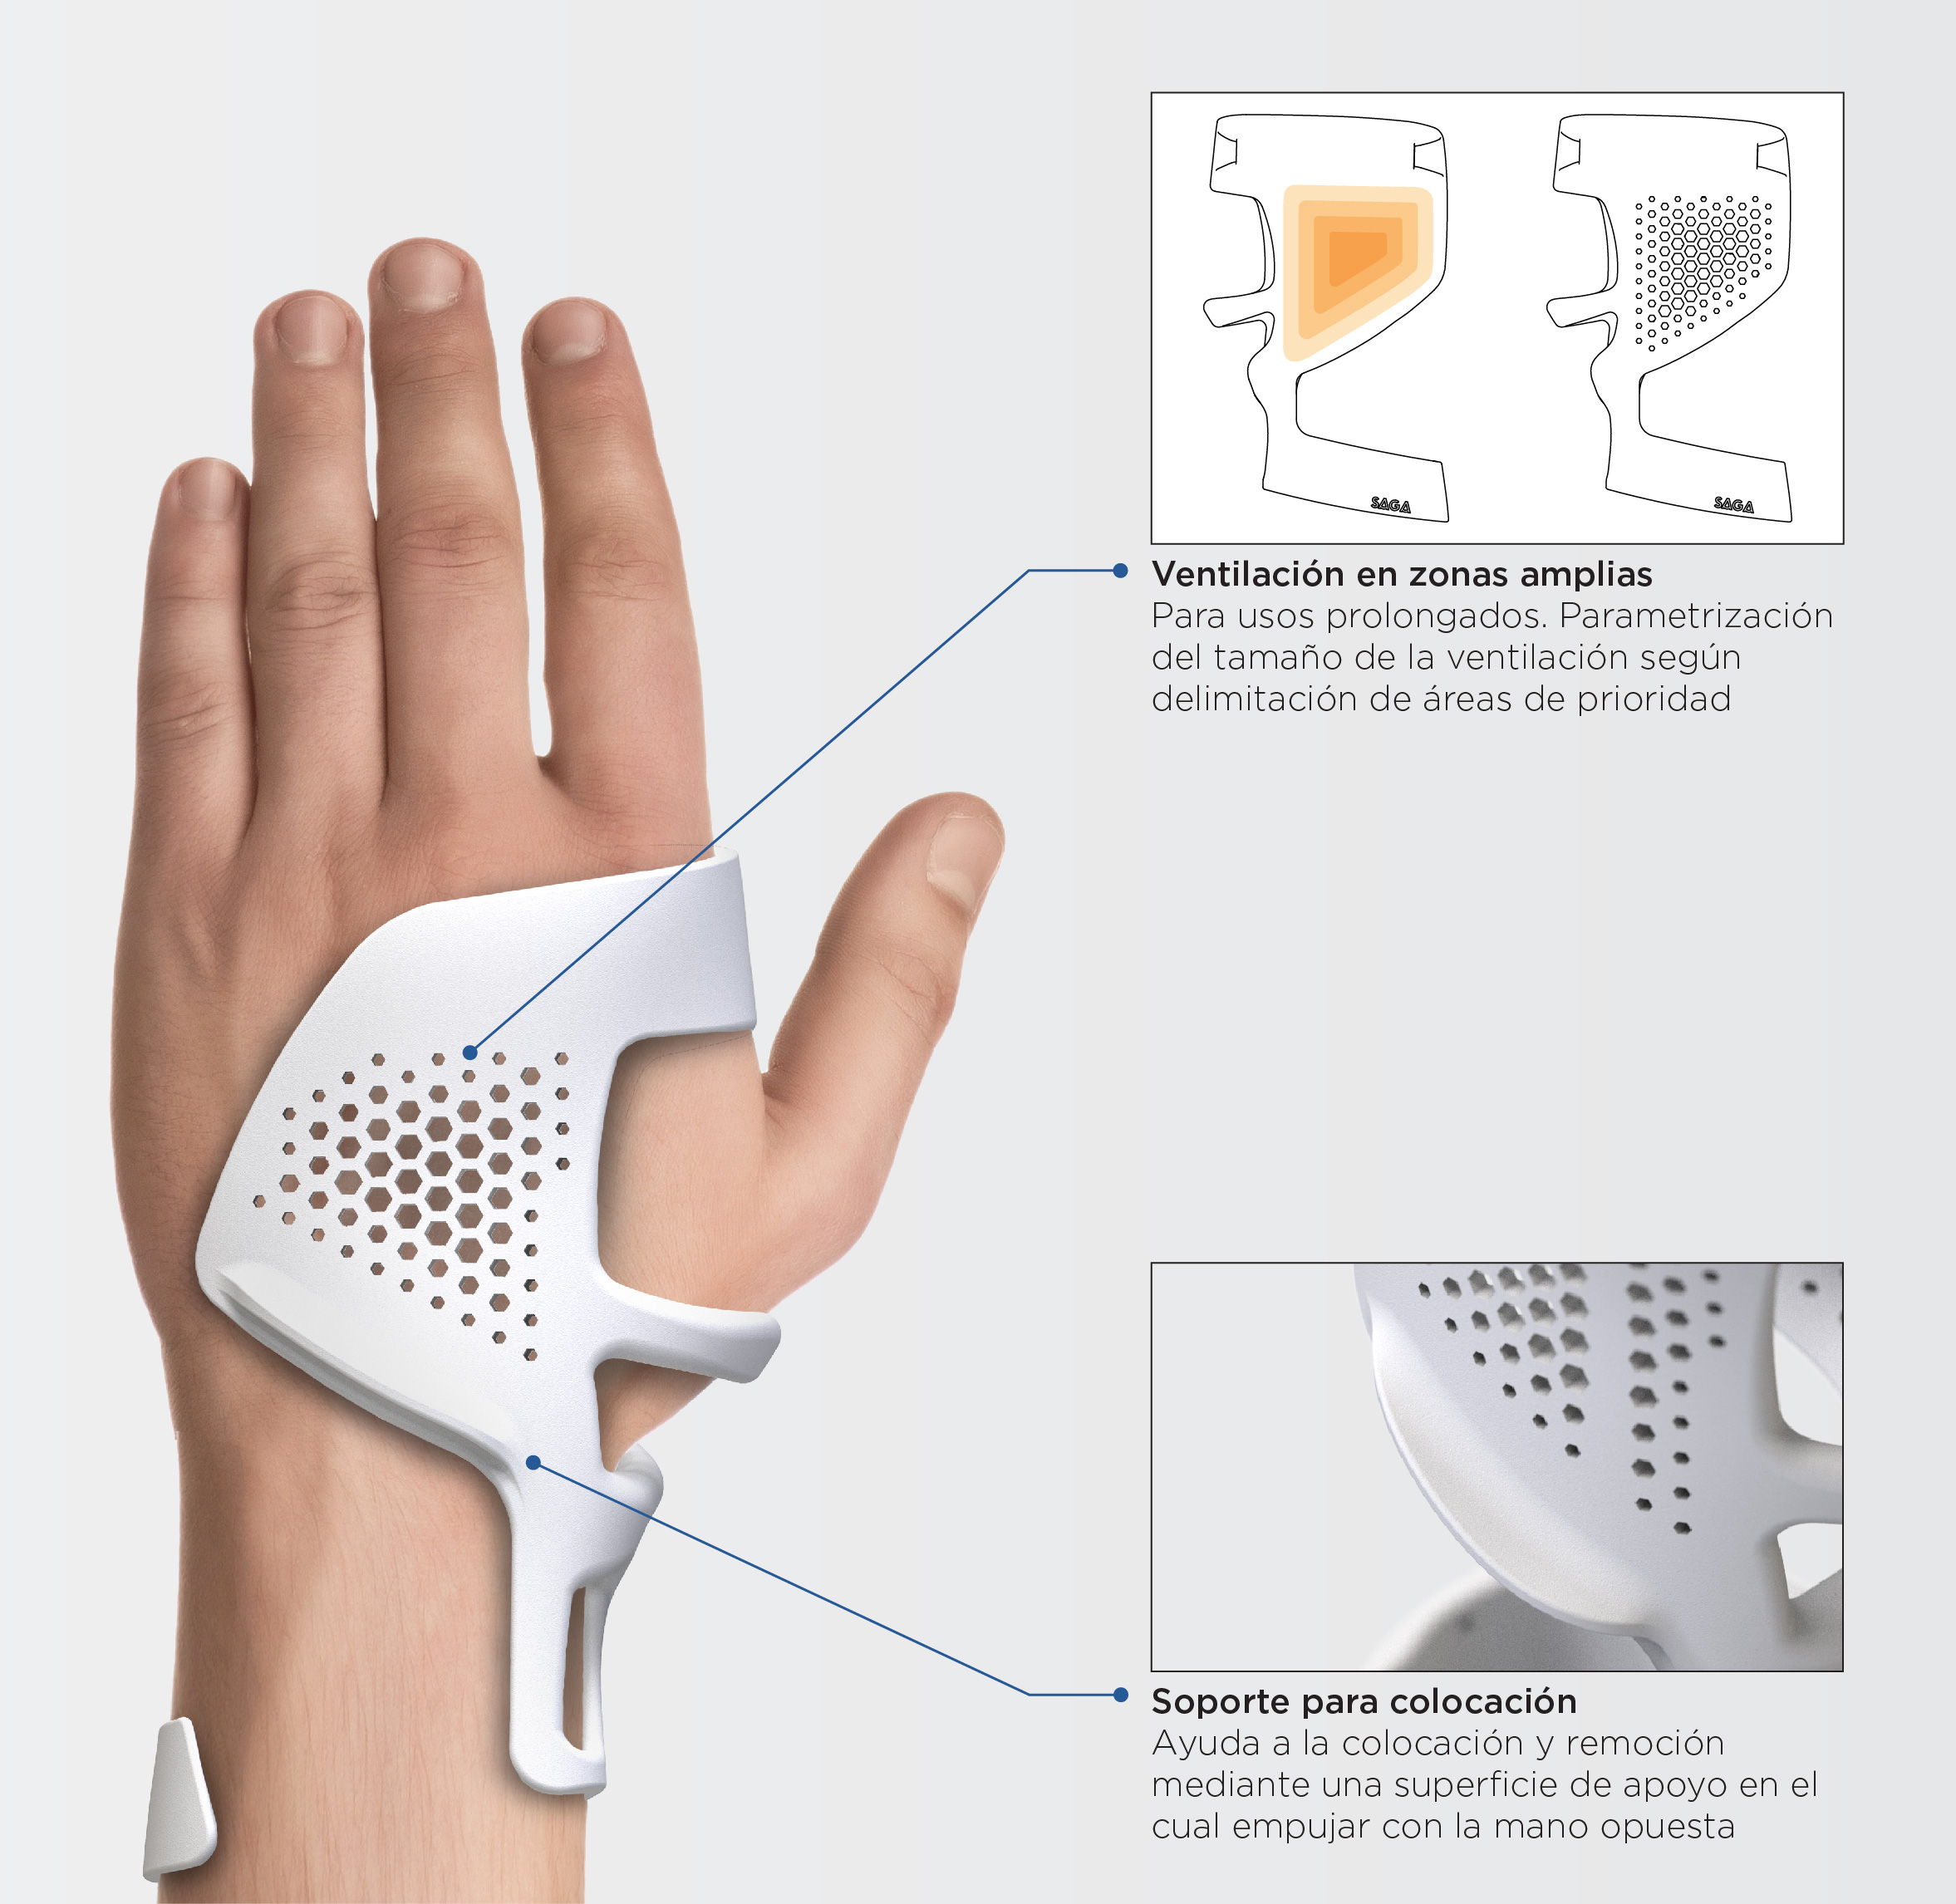 SAGA
SAGA
Ventilación en zonas amplias
Para usos prolongados. Parametrización
del tamaño de la ventilación según
delimitación de áreas de prioridad
Soporte para colocación
Ayuda a la colocación y remoción
mediante una superficie de apoyo en el
cual empujar con la mano opuesta